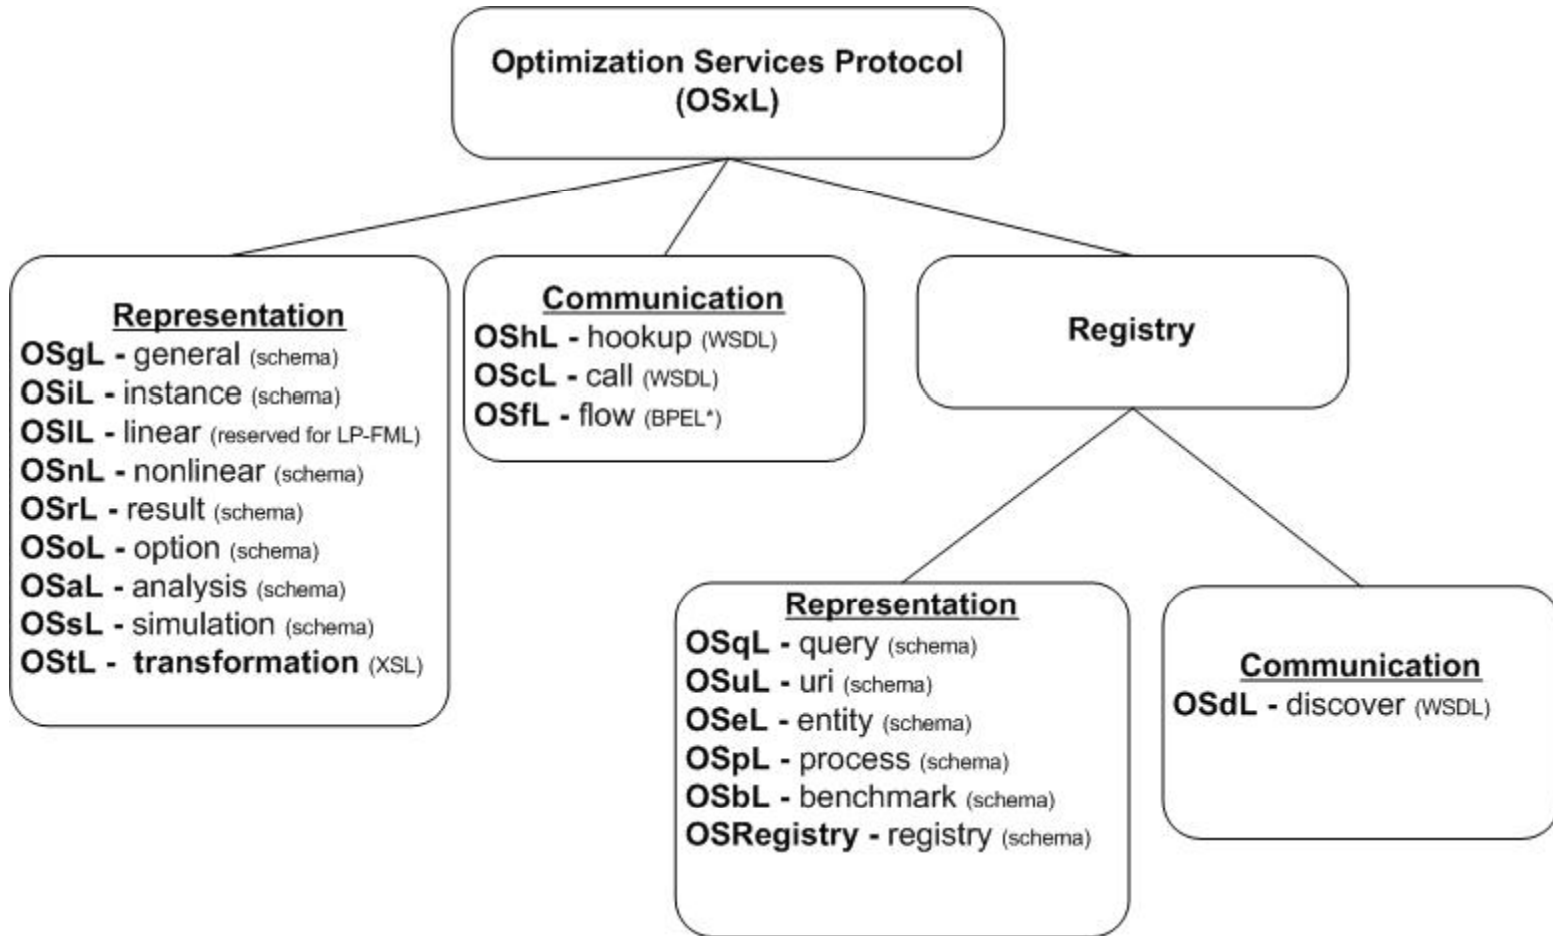 Optimization Services Protocol
(OSxL)
Representation
OSgL - general (schema)
OSiL - instance (schema)
OSlL - linear (reserved for LP-FML)
OSnL - nonlinear (schema)
OSrL - result (schema)
OSoL - option (schema)
OSaL - analysis (schema)
OSsL - simulation (schema)
OStL - transformation (XSL)
Communication
OShL - hookup (WSDL)
OScL - call (WSDL)
OSfL - flow (BPEL*)
Registry
Representation
OSqL - query (schema)
OSuL - uri (schema)
OSeL - entity (schema)
OSpL - process (schema)
OSbL - benchmark (schema)
OSRegistry - registry (schema)
Communication
OSdL - discover (WSDL)